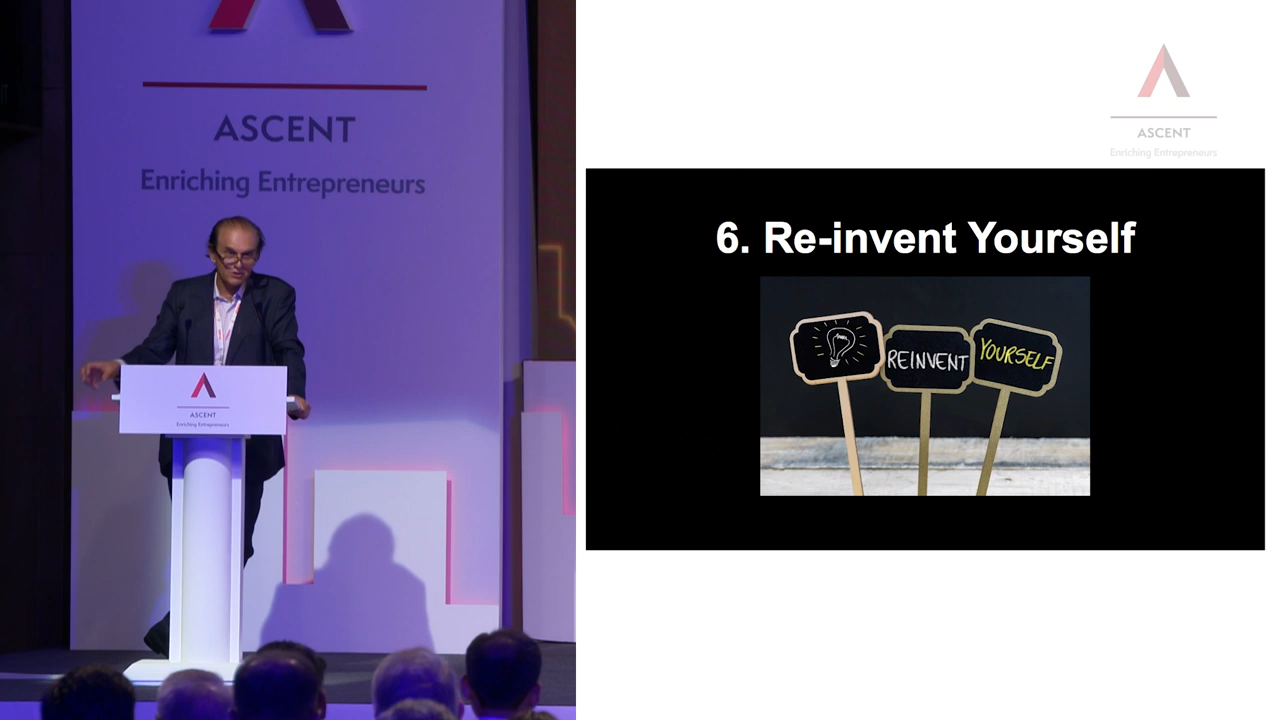 ASCENT
Enriching Entrepreneurs
ASCENT
Enriching Entrepreneurs
ASCENT
Enriching Entrepreneurs
6. Re-invent Yourself
REINVENT
YOURSELF